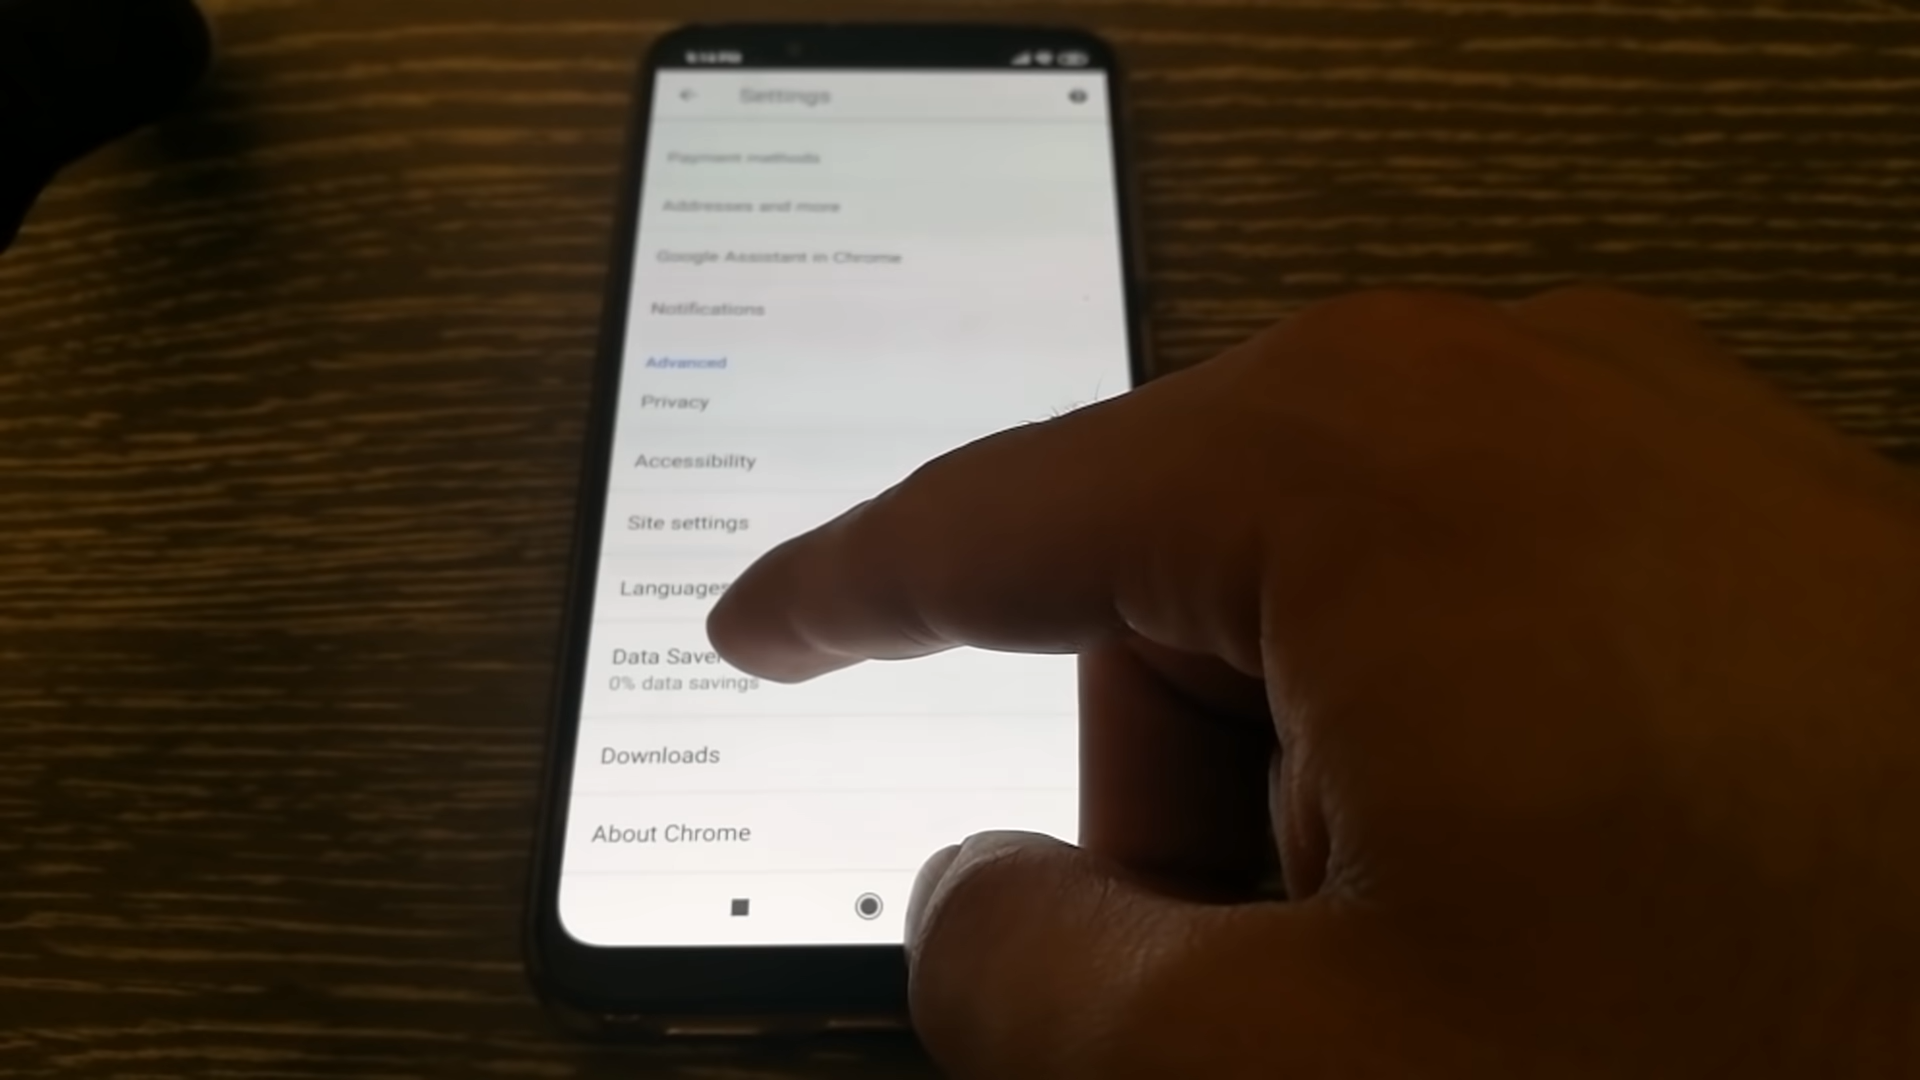 Settings
Payment methods
Addresses and more
Google Assistant in Chrome
Notifications
Advanced
Privacy
Accessibility
Site settings
Languages
Data Saver
0% data savings
Downloads
About Chrome